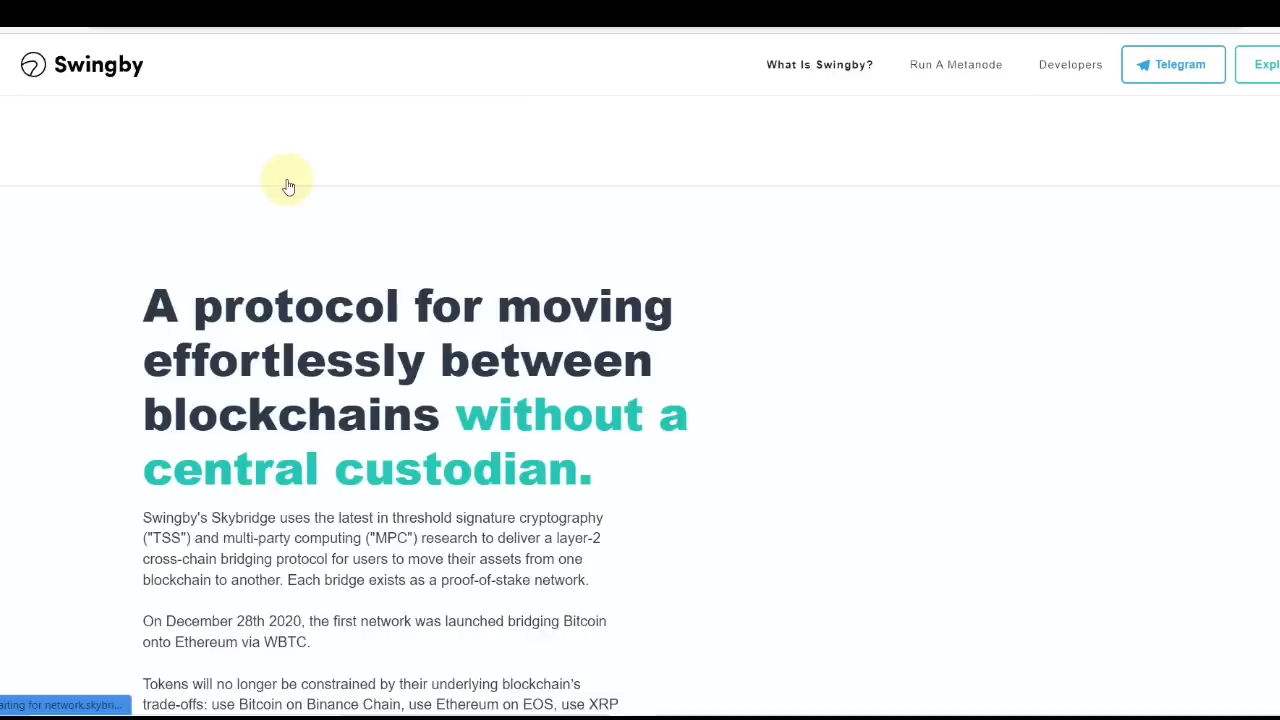 Swingby
What Is Swingby?
Run A Metanode
Developers
Telegram
Expl
A protocol for moving
effortlessly between
blockchains without a
central custodian.
Swingby's Skybridge uses the latest in threshold signature cryptography
("TSS") and multi-party computing ("MPC") research to deliver a layer-2
cross-chain bridging protocol for users to move their assets from one
blockchain to another. Each bridge exists as a proof-of-stake network.
On December 28th 2020, the first network was launched bridging Bitcoin
onto Ethereum via WBTC.
Tokens will no longer be constrained by their underlying blockchain's
trade-offs: use Bitcoin on Binance Chain, use Ethereum on EOS, use XRP
aiting for network.skybri...